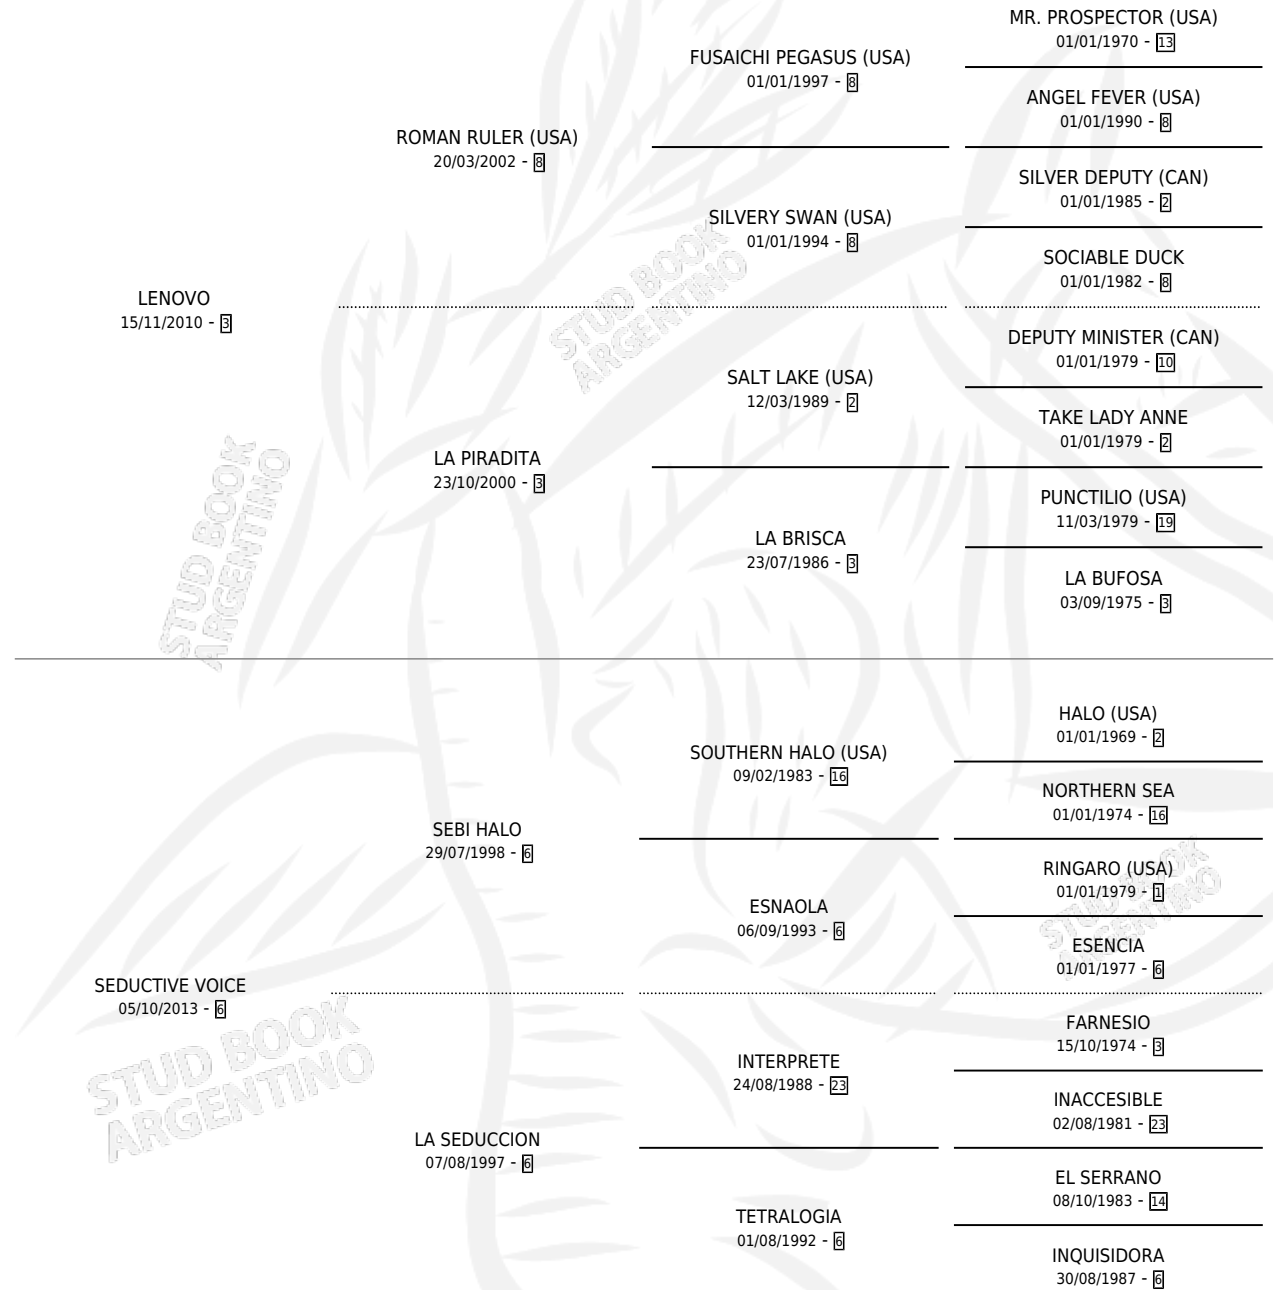 MR. PROSPECTOR (USA)
01/01/1970 - 13
FUSAICHI PEGASUS (USA)
01/01/1997 - 8
ANGEL FEVER (USA)
01/01/1990 - 8
ROMAN RULER (USA)
20/03/2002 - 8
SILVER DEPUTY (CAN)
01/01/1985 - 2
SILVERY SWAN (USA)
01/01/1994 - 8
SOCIABLE DUCK
01/01/1982 - 8
LENOVO
15/11/2010 - 3
STUD BOOK
ARGENTINO
DEPUTY MINISTER (CAN)
01/01/1979 - 10
SALT LAKE (USA)
12/03/1989 - 2
TAKE LADY ANNE
01/01/1979 - 2
LA PIRADITA
23/10/2000 - 3
PUNCTILIO (USA)
11/03/1979 - 19
LA BRISCA
23/07/1986 - 3
LA BUFOSA
03/09/1975 - 3
STUD BOOK
ARGENTINO
HALO (USA)
01/01/1969 - 2
SOUTHERN HALO (USA)
09/02/1983 - 16
NORTHERN SEA
01/01/1974 - 16
SEBI HALO
29/07/1998 - 6
RINGARO (USA)
01/01/1979 - 1
ESNAOLA
06/09/1993 - 6
ESENCIA
01/01/1977 - 6
STUD BOOK
ARGENTINO
SEDUCTIVE VOICE
05/10/2013 - 6
STUD BOOK
ARGENTINO
FARNESIO
15/10/1974 - 3
INTERPRETE
24/08/1988 - 23
INACCESIBLE
02/08/1981 - 23
LA SEDUCCION
07/08/1997 - 6
EL SERRANO
08/10/1983 - 14
TETRALOGIA
01/08/1992 - 6
INQUISIDORA
30/08/1987 - 6